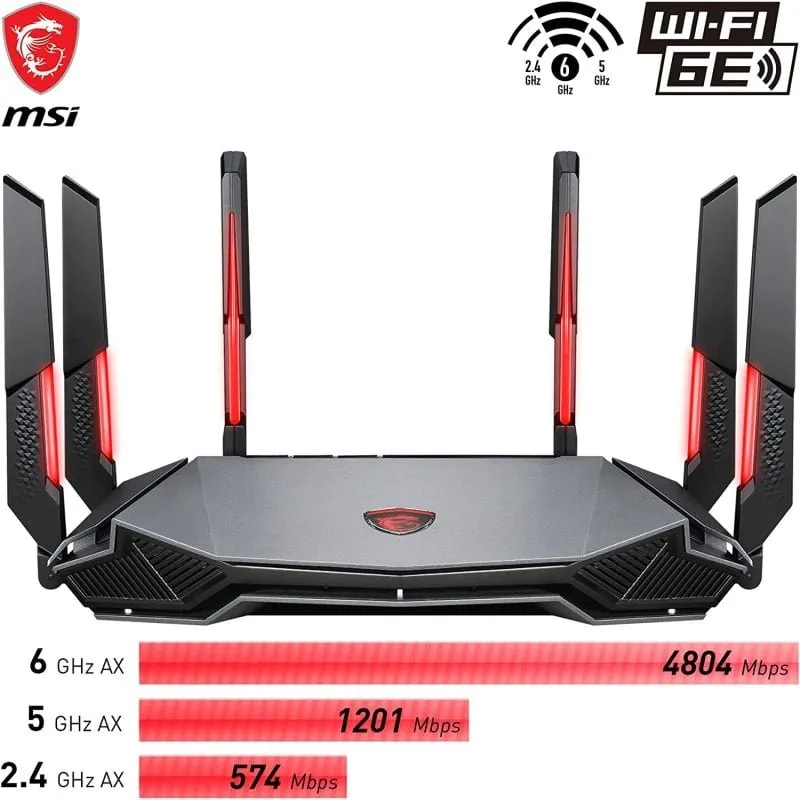 msi
2.4 GHz
6 GHz
5 GHz
WI-FI
6E
6 GHz AX 4804 Mbps
5 GHz AX 1201 Mbps
2.4 GHz AX 574 Mbps